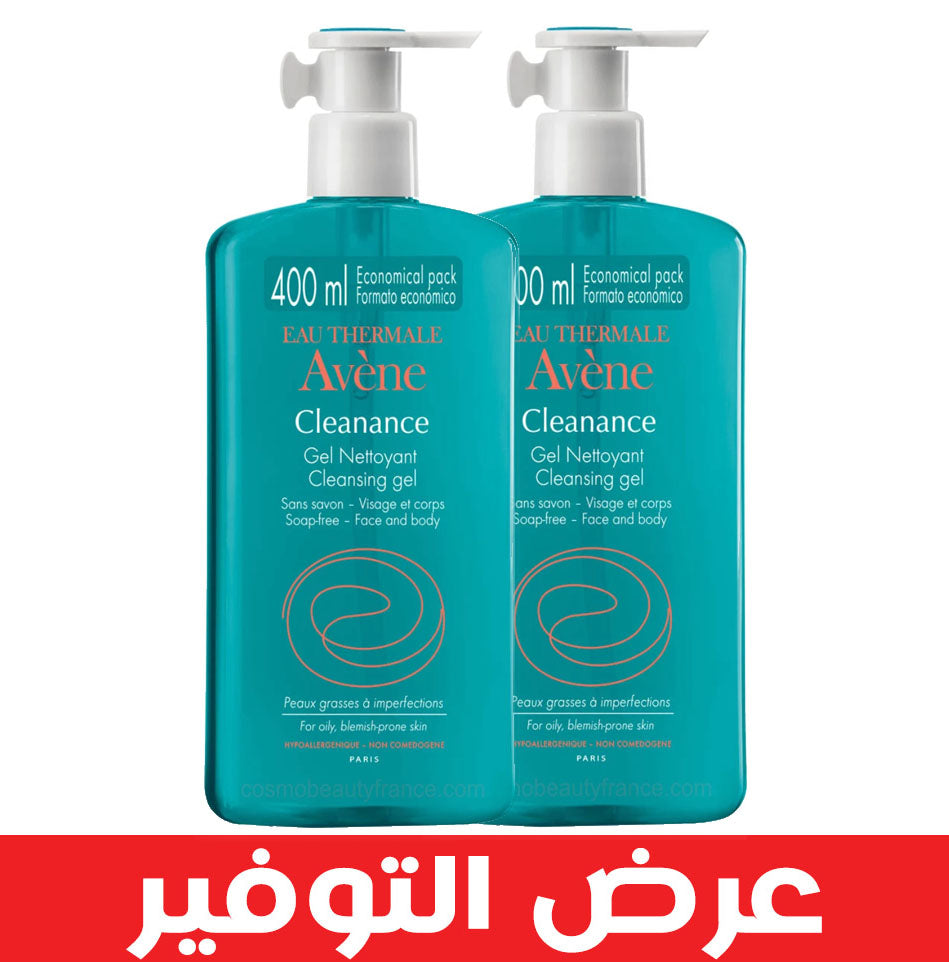 400 ml Economical pack
Formato económico
EAU THERMALE
Avène
Cleanance
Gel Nettoyant
Cleansing gel
Sans savon - Visage et corps
Soap-free - Face and body
Peaux grasses à imperfections
For oily, blemish-prone skin
HYPOALLERGENIQUE - NON COMEDOGENE
PARIS
cosmobeautyfrance.com
00 ml Economical pack
Formato económico
EAU THERMALE
Avène
Cleanance
Gel Nettoyant
Cleansing gel
ans savon - Visage et corps
Soap-free - Face and body
Peaux grasses à imperfections
For oily, blemish-prone skin
HYPOALLERGENIQUE - NON COMEDOGENE
PARIS
mobeautyfrance.com
عرض التوفير